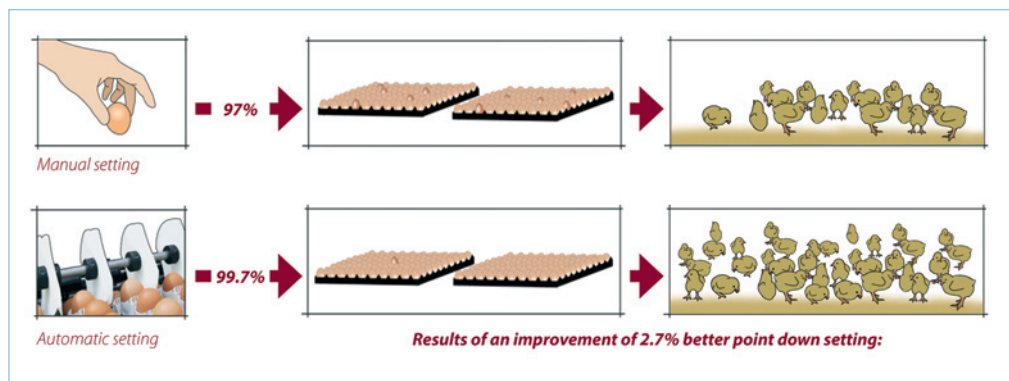 97%
Manual setting
99.7%
Automatic setting
Results of an improvement of 2.7% better point down setting: